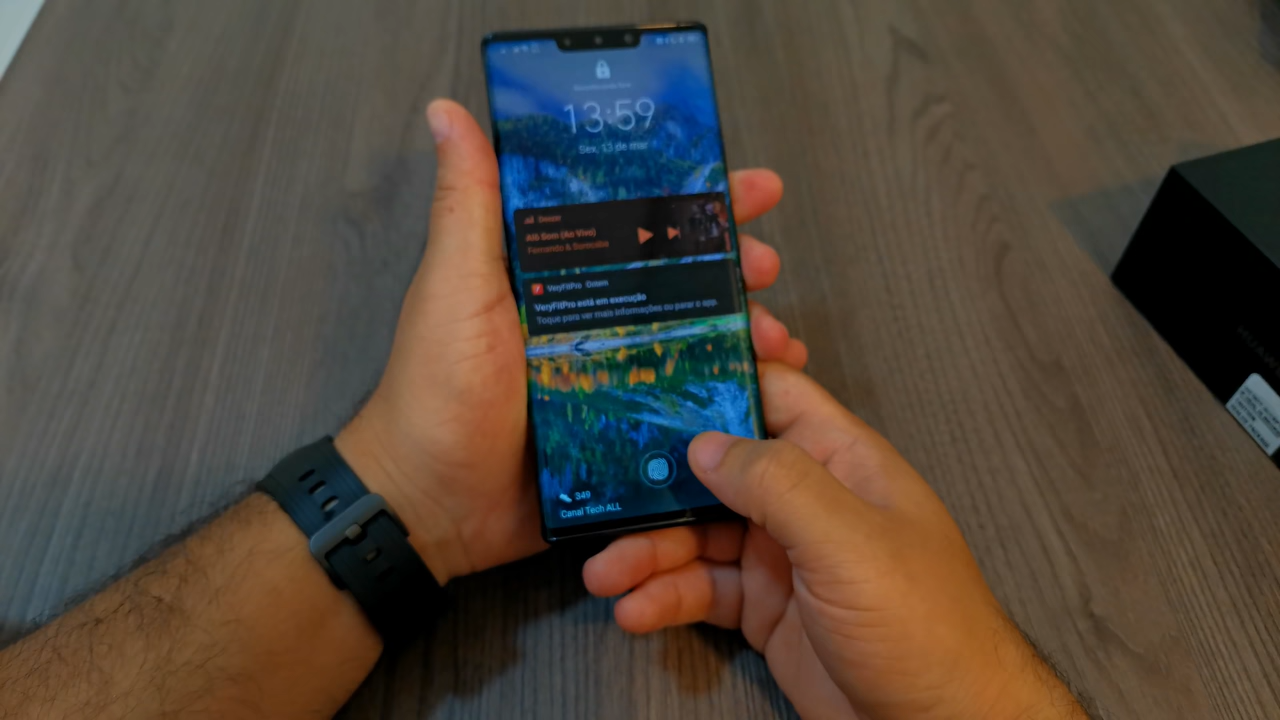 13:59
Sex, 13 de mar
Deezer
Alô Som (Ao Vivo)
Fernando & Sorocaba
VeryFitPro · Ontem
VeryFitPro está em execução
Toque para ver mais informações ou parar o app.
349
Canal Tech ALL